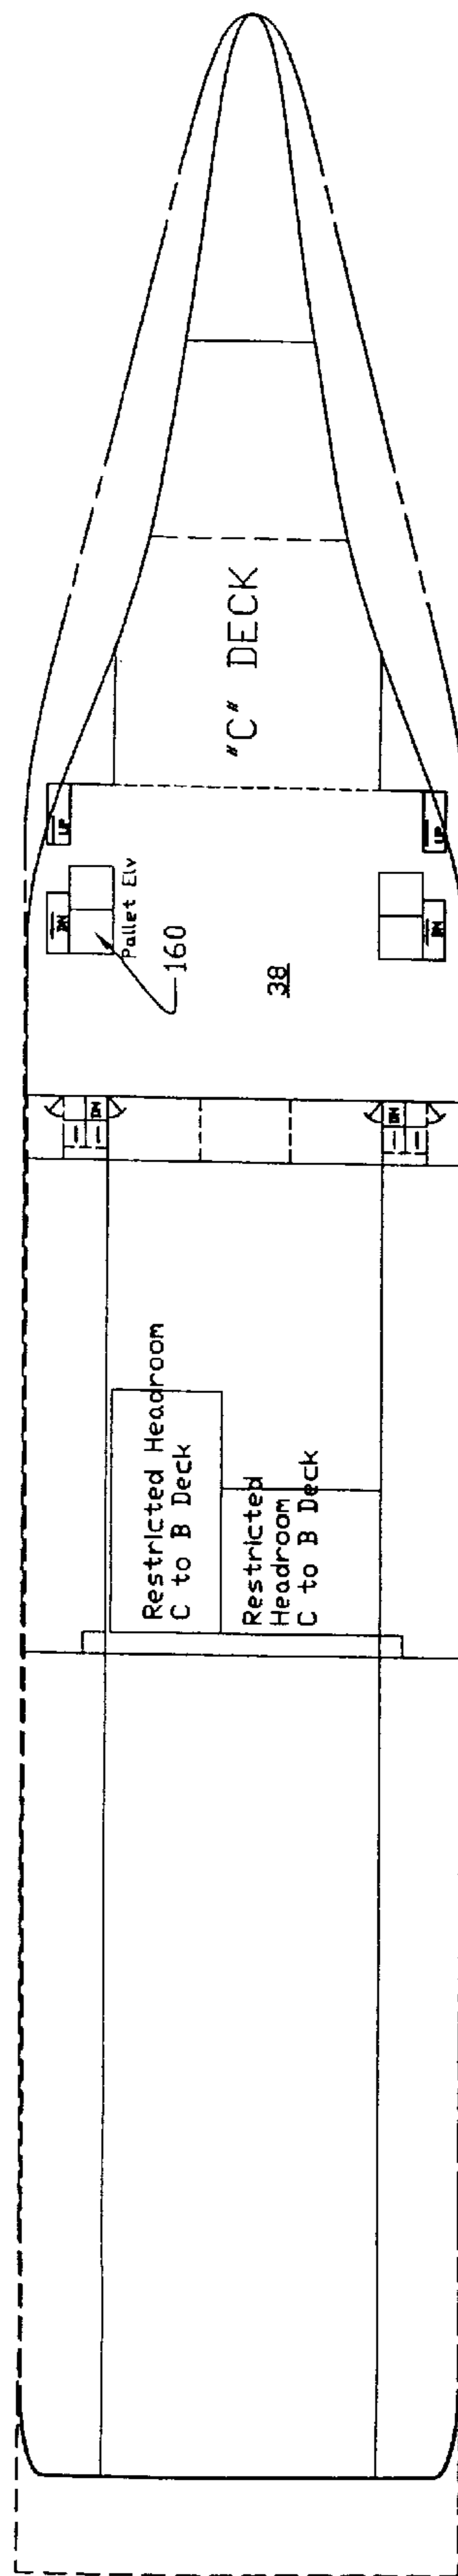 "C" DECK
UP
UP
DN
Pallet Elv
160
38
DN
DN
DN
Restricted Headroom
C to B Deck
Restricted
Headroom
C to B Deck